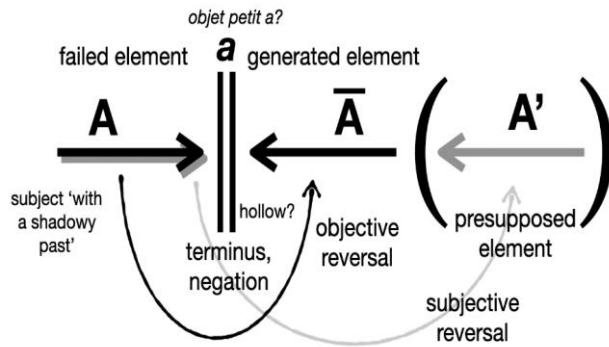 objet petit a?
failed element
a
generated element
A
A̅
A’
subject ‘with
a shadowy
past’
hollow?
terminus,
negation
objective
reversal
presupposed
element
subjective
reversal